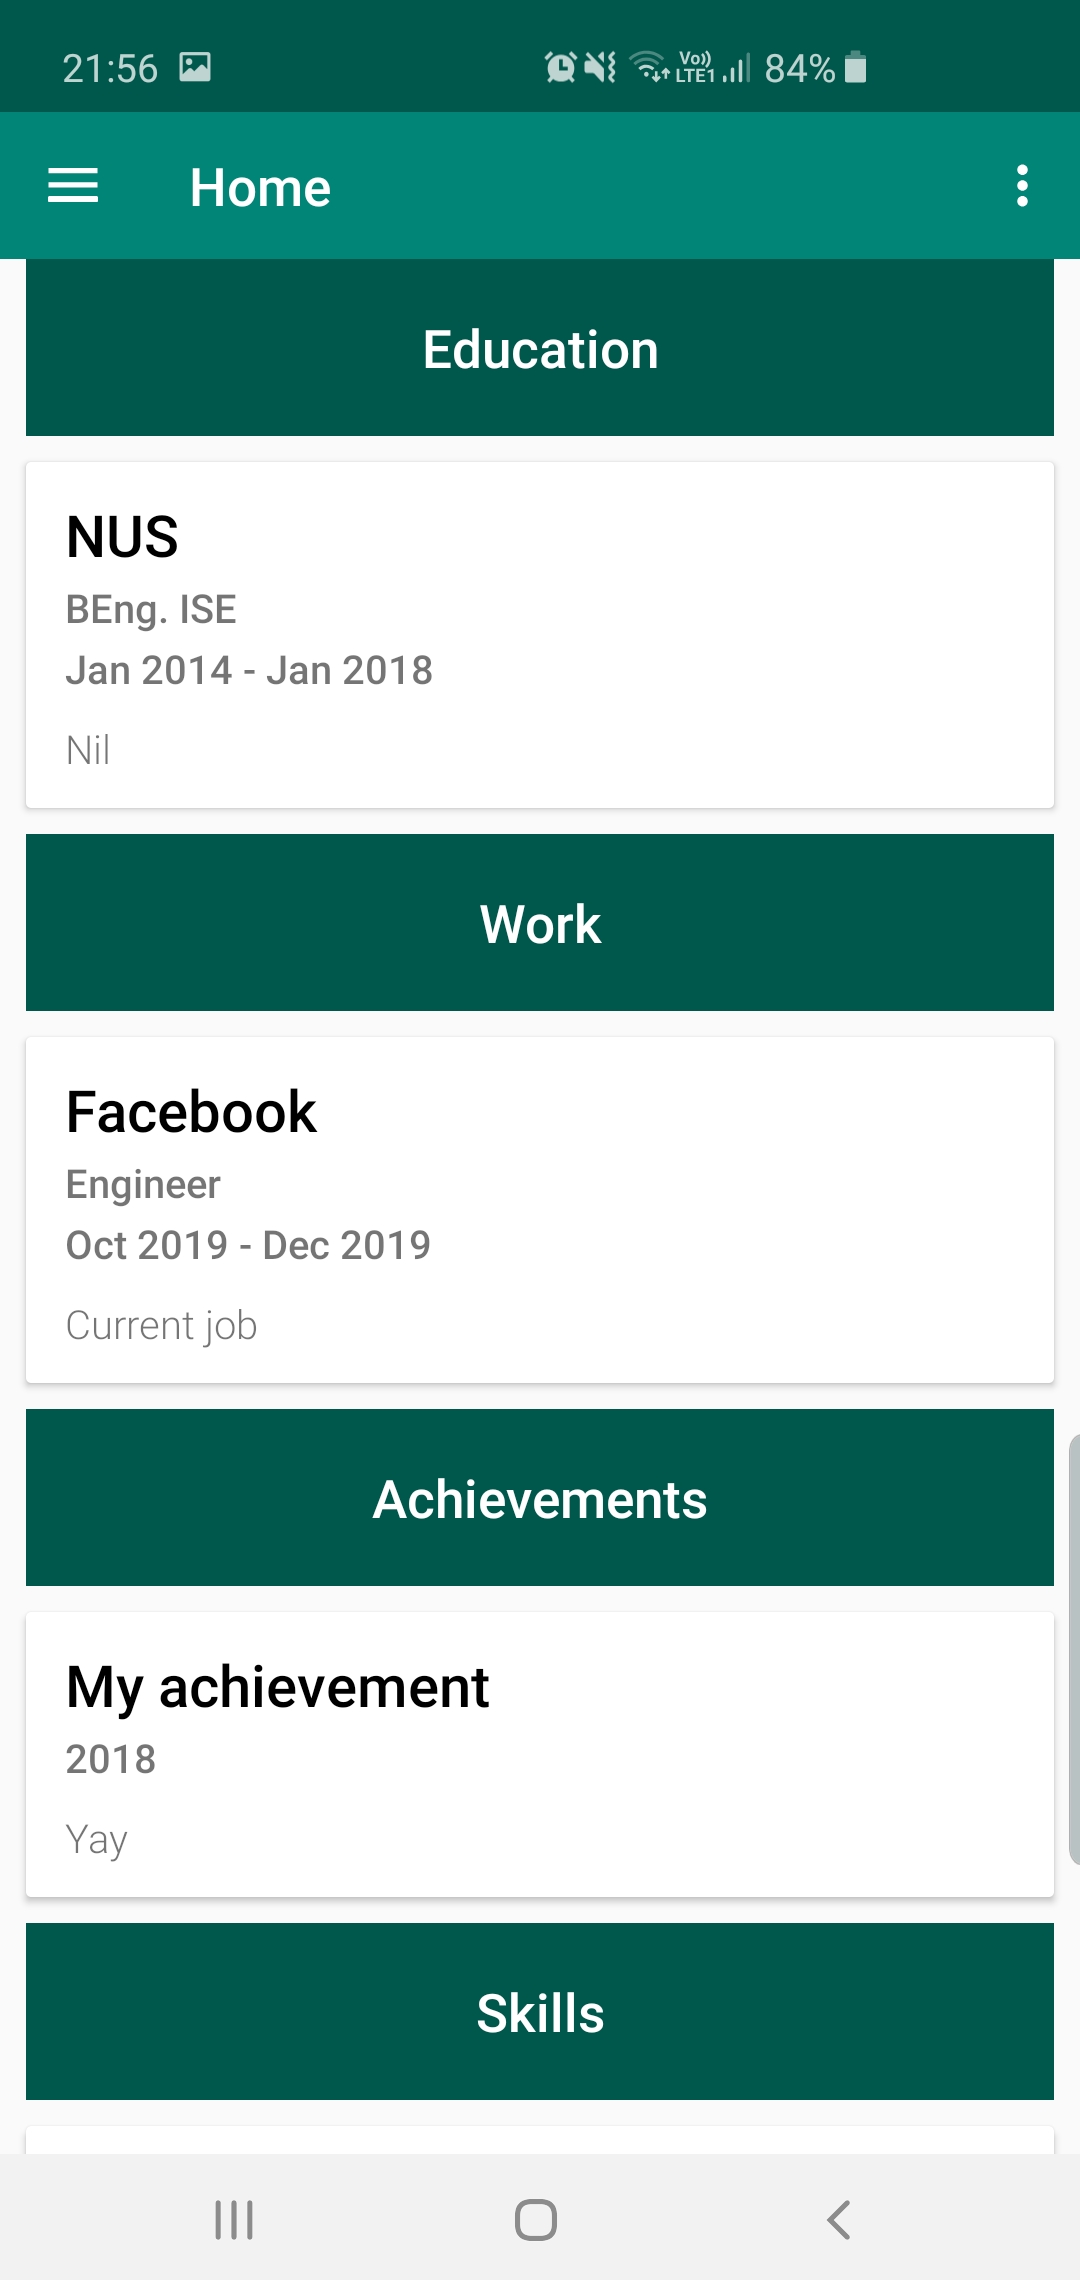 21:56
Vo)) LTE1 84%
Home
Education
NUS
BEng. ISE
Jan 2014 - Jan 2018
Nil
Work
Facebook
Engineer
Oct 2019 - Dec 2019
Current job
Achievements
My achievement
2018
Yay
Skills